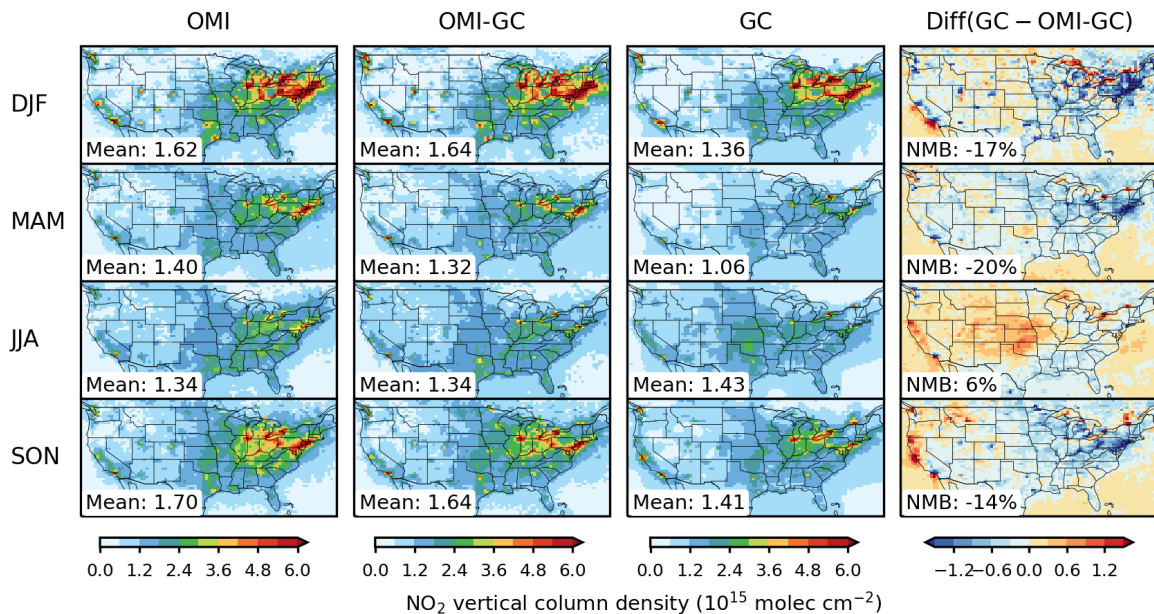 OMI OMI-GC GC Diff(GC − OMI-GC)
DJF
Mean: 1.62 Mean: 1.64 Mean: 1.36 NMB: -17%
MAM
Mean: 1.40 Mean: 1.32 Mean: 1.06 NMB: -20%
JJA
Mean: 1.34 Mean: 1.34 Mean: 1.43 NMB: 6%
SON
Mean: 1.70 Mean: 1.64 Mean: 1.41 NMB: -14%
0.0 1.2 2.4 3.6 4.8 6.0 0.0 1.2 2.4 3.6 4.8 6.0 0.0 1.2 2.4 3.6 4.8 6.0 −1.2 −0.6 0.0 0.6 1.2
NO₂ vertical column density (10¹⁵ molec cm⁻²)